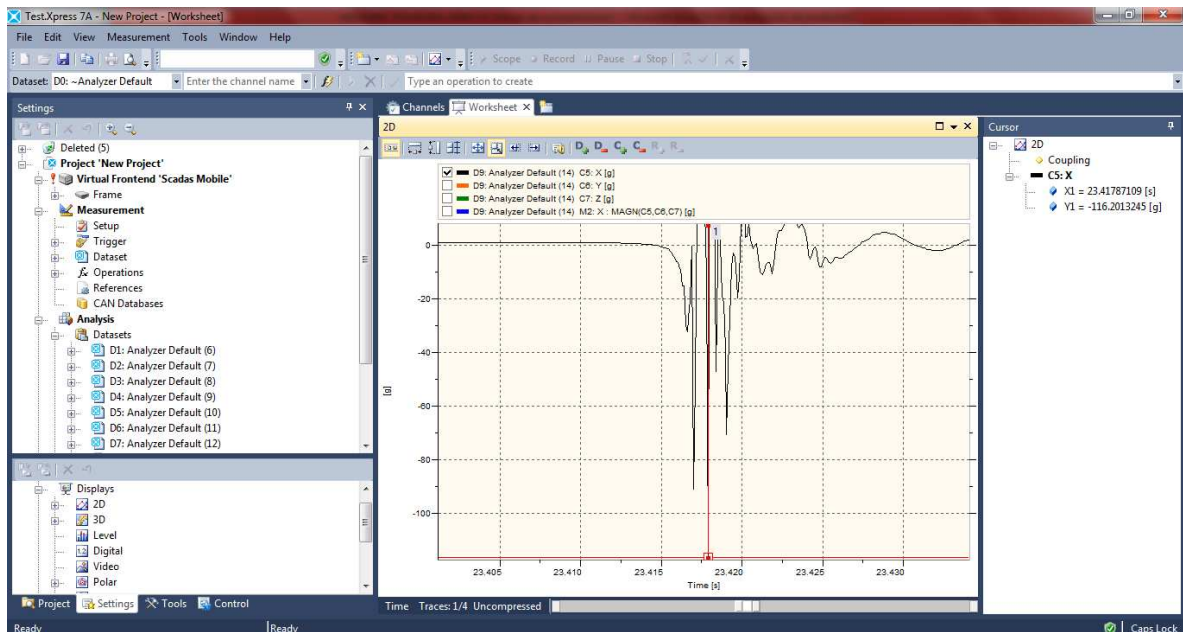 Test.Xpress 7A - New Project - [Worksheet]
File Edit View Measurement Tools Window Help
Scope Record Pause Stop
Dataset: D0: ~Analyzer Default Enter the channel name Type an operation to create
Settings
Deleted (5)
Project 'New Project'
Virtual Frontend 'Scadas Mobile'
Frame
Measurement
Setup
Trigger
Dataset
Operations
References
CAN Databases
Analysis
Datasets
D1: Analyzer Default (6)
D2: Analyzer Default (7)
D3: Analyzer Default (8)
D4: Analyzer Default (9)
D5: Analyzer Default (10)
D6: Analyzer Default (11)
D7: Analyzer Default (12)
Displays
2D
3D
Level
Digital
Video
Polar
Project Settings Tools Control
Channels Worksheet
2D
D9: Analyzer Default (14) C5: X [g]
D9: Analyzer Default (14) C6: Y [g]
D9: Analyzer Default (14) C7: Z [g]
D9: Analyzer Default (14) M2: X : MAGN(C5,C6,C7) [g]
1
0
-20
-40
[g]
-60
-80
-100
23.405 23.410 23.415 23.420 23.425 23.430
Time [s]
Time Traces: 1/4 Uncompressed
Cursor
2D
Coupling
C5: X
X1 = 23.41787109 [s]
Y1 = -116.2013245 [g]
Ready Ready Caps Lock